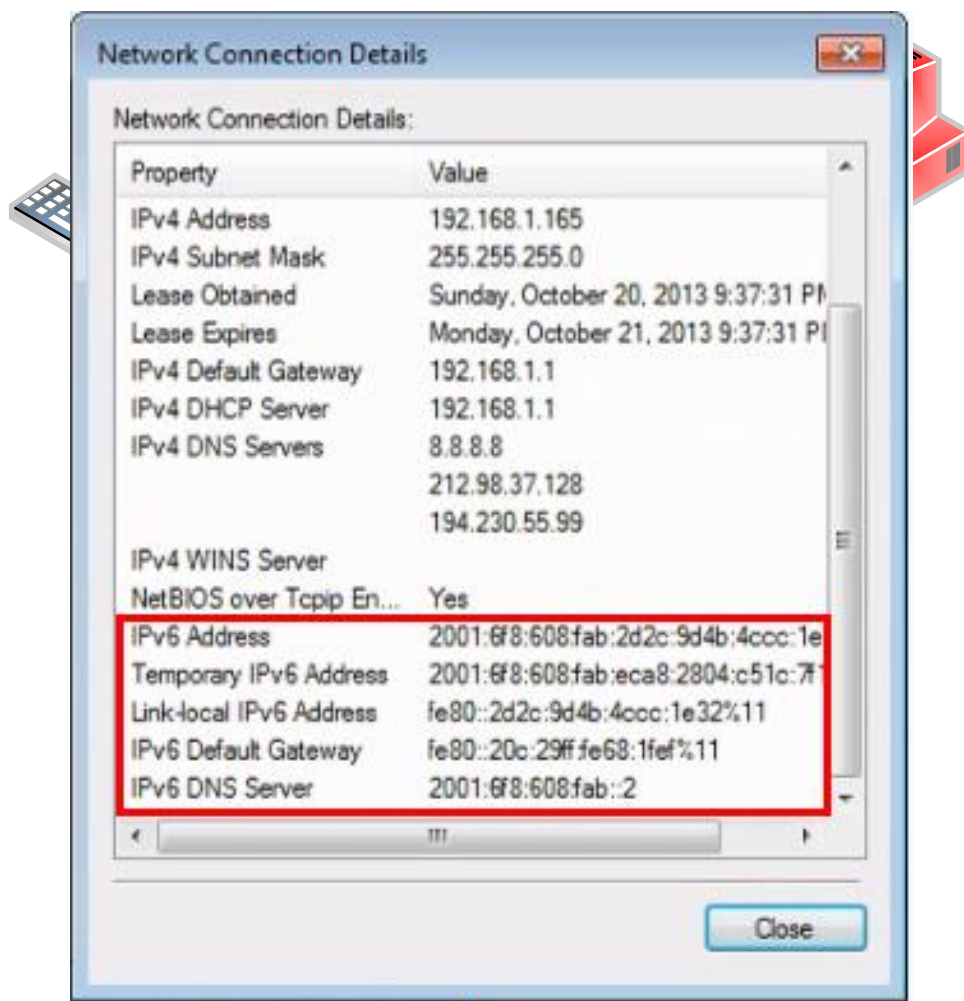 Network Connection Details
Network Connection Details:
Property Value
IPv4 Address 192.168.1.165
IPv4 Subnet Mask 255.255.255.0
Lease Obtained Sunday, October 20, 2013 9:37:31 PM
Lease Expires Monday, October 21, 2013 9:37:31 P
IPv4 Default Gateway 192.168.1.1
IPv4 DHCP Server 192.168.1.1
IPv4 DNS Servers 8.8.8.8
212.98.37.128
194.230.55.99
IPv4 WINS Server
NetBIOS over Tcpip En... Yes
IPv6 Address 2001:6f8:608:fab:2d2c:9d4b:4ccc:1e
Temporary IPv6 Address 2001:6f8:608:fab:eca8:2804:c51c:7f1
Link-local IPv6 Address fe80::2d2c:9d4b:4ccc:1e32%11
IPv6 Default Gateway fe80::20c:29ff:fe68:1fef%11
IPv6 DNS Server 2001:6f8:608:fab::2
Close